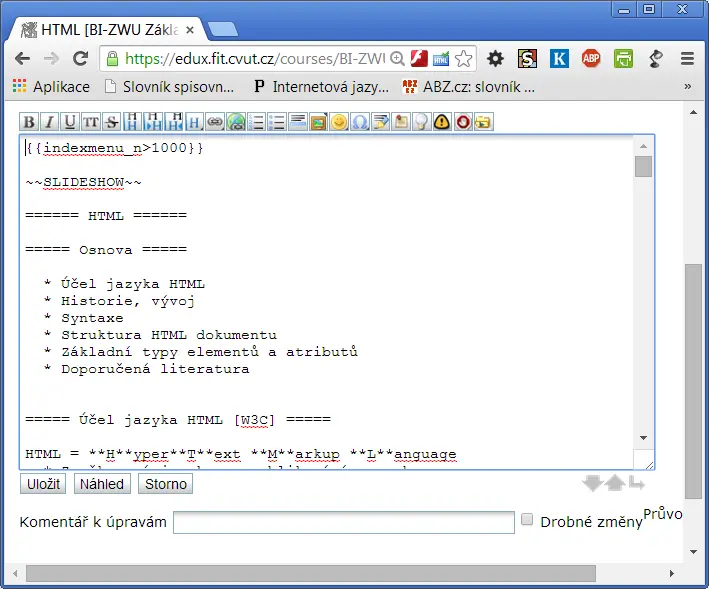 HTML [BI-ZWU Zákla
https://edux.fit.cvut.cz/courses/BI-ZWU
Aplikace Slovník spisovn... P Internetová jazy... ABZ.cz: slovník ... »
B I U TT S H H H H
{{indexmenu_n>1000}}
~~SLIDESHOW~~
====== HTML ======
===== Osnova =====
* Účel jazyka HTML
* Historie, vývoj
* Syntaxe
* Struktura HTML dokumentu
* Základní typy elementů a atributů
* Doporučená literatura
===== Účel jazyka HTML [W3C] =====
HTML = **H**yper**T**ext **M**arkup **L**anguage
Uložit Náhled Storno
Komentář k úpravám Drobné změny Průvo